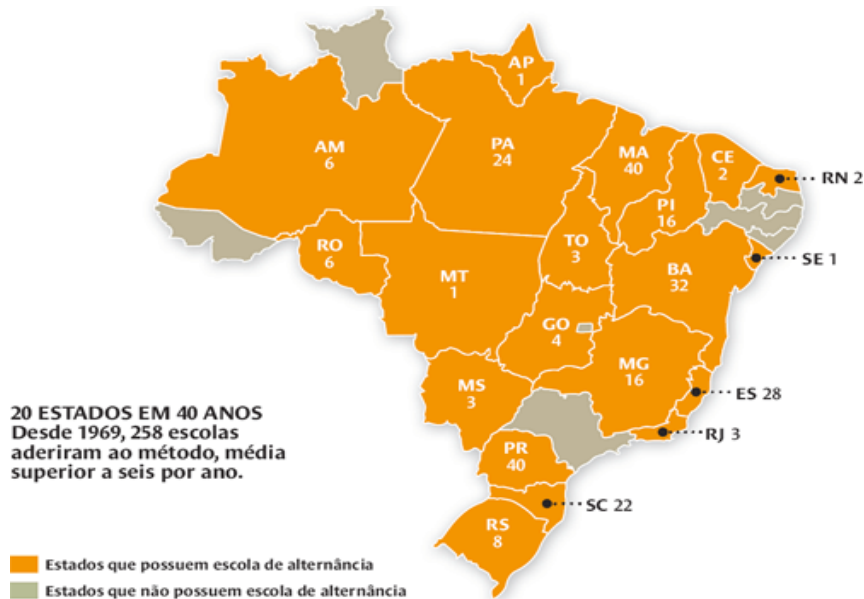 AP
1
AM
6
PA
24
MA
40
CE
2
RN 2
PI
16
RO
6
TO
3
SE 1
MT
1
BA
32
GO
4
MG
16
MS
3
ES 28
RJ 3
PR
40
SC 22
RS
8
20 ESTADOS EM 40 ANOS
Desde 1969, 258 escolas
aderiram ao método, média
superior a seis por ano.
Estados que possuem escola de alternância
Estados que não possuem escola de alternância